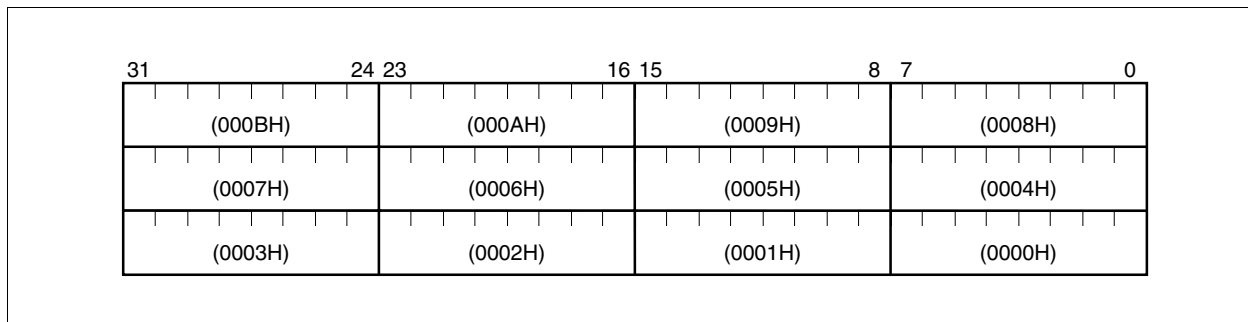 31 24 23 16 15 8 7 0
(000BH) (000AH) (0009H) (0008H)
(0007H) (0006H) (0005H) (0004H)
(0003H) (0002H) (0001H) (0000H)